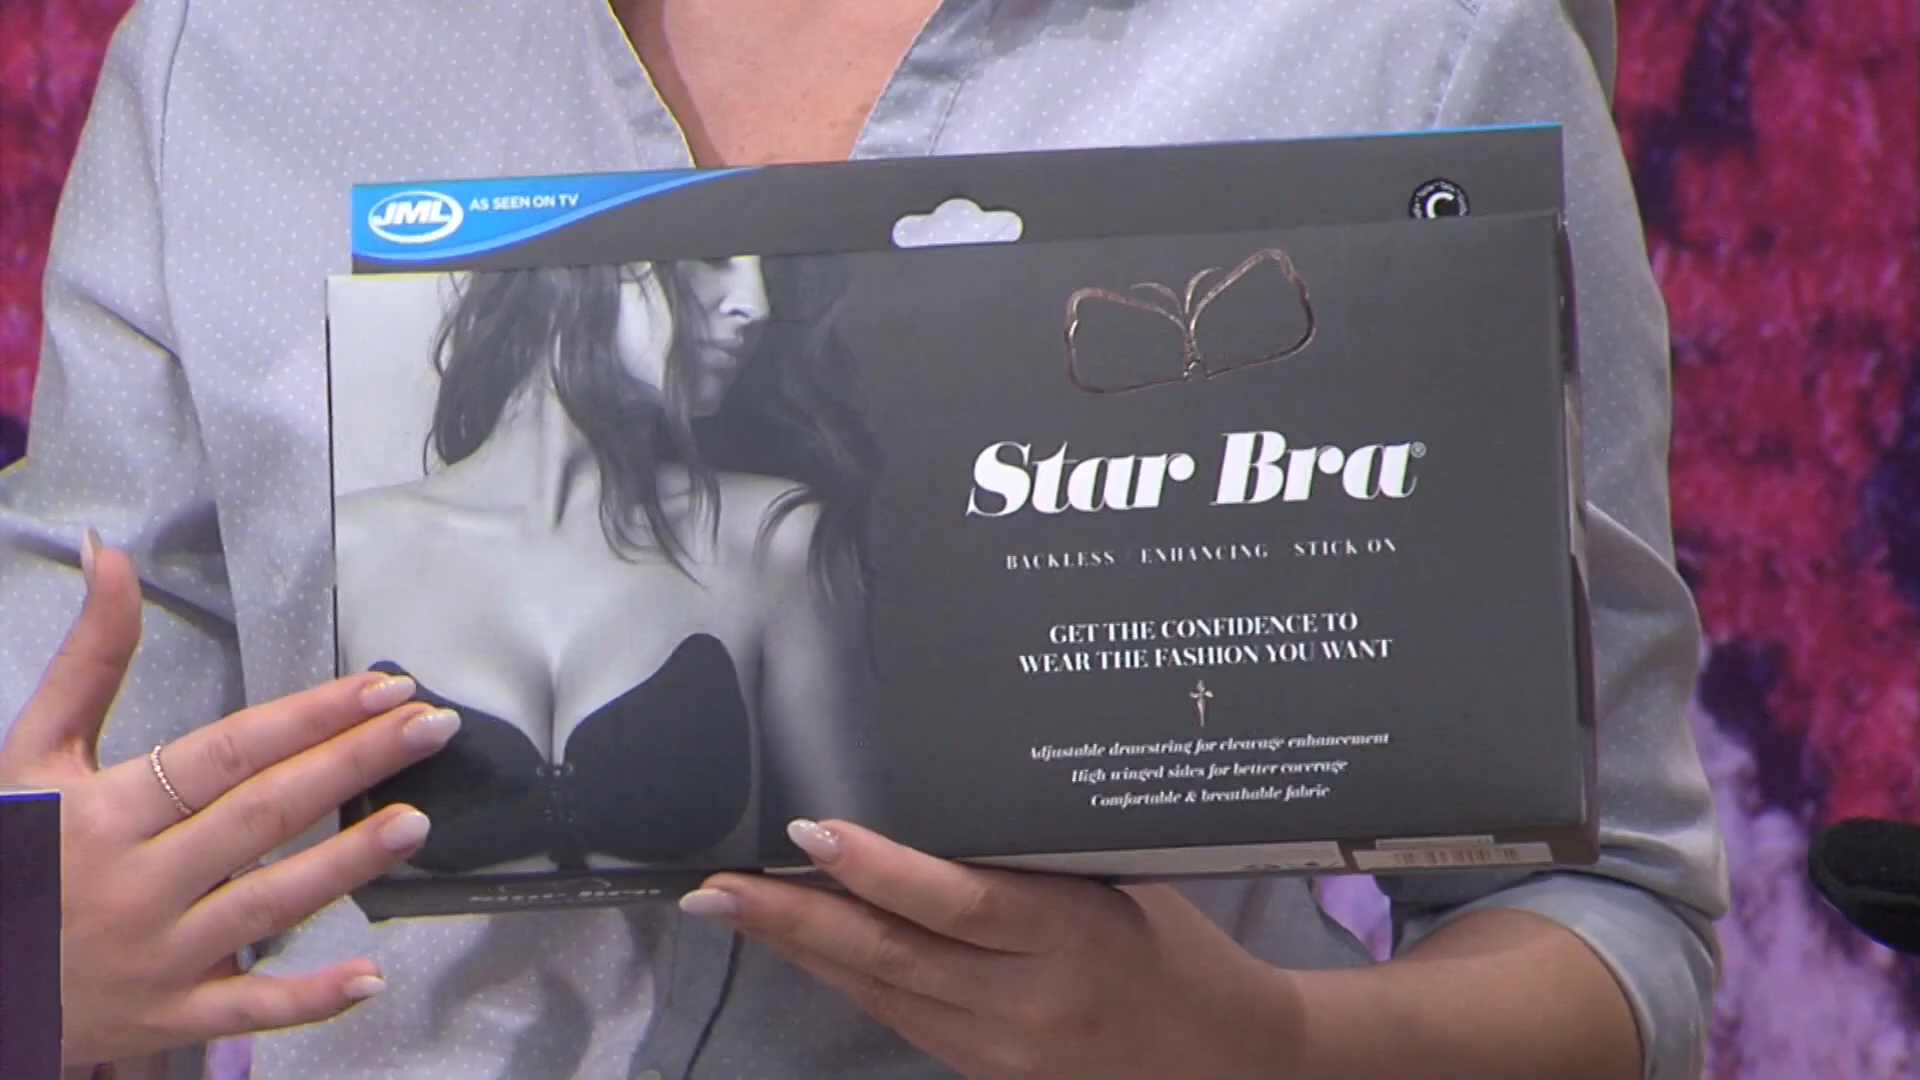 JML AS SEEN ON TV
C
Star Bra®
BACKLESS ENHANCING STICK ON
GET THE CONFIDENCE TO
WEAR THE FASHION YOU WANT
Adjustable drawstring for cleavage enhancement
High winged sides for better coverage
Comfortable & breathable fabric